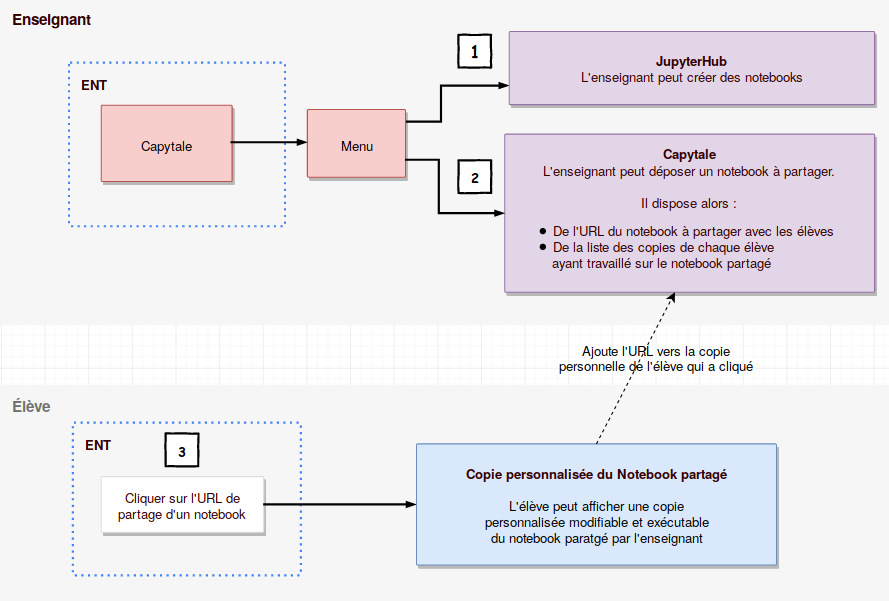 Enseignant
ENT
Capytale
Menu
1
JupyterHub
L'enseignant peut créer des notebooks
2
Capytale
L'enseignant peut déposer un notebook à partager.
Il dispose alors :
● De l'URL du notebook à partager avec les élèves
● De la liste des copies de chaque élève
ayant travaillé sur le notebook partagé
Ajoute l'URL vers la copie
personnelle de l'élève qui a cliqué
Élève
ENT
3
Cliquer sur l'URL de
partage d'un notebook
Copie personnalisée du Notebook partagé
L'élève peut afficher une copie
personnalisée modifiable et exécutable
du notebook paratgé par l'enseignant